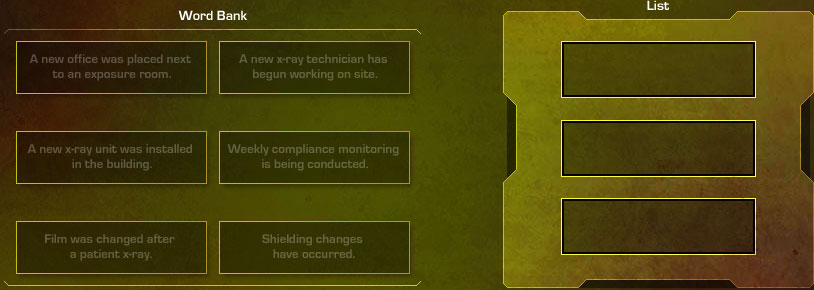 Word Bank
List
A new office was placed next
to an exposure room.
A new x-ray technician has
begun working on site.
A new x-ray unit was installed
in the building.
Weekly compliance monitoring
is being conducted.
Film was changed after
a patient x-ray.
Shielding changes
have occurred.